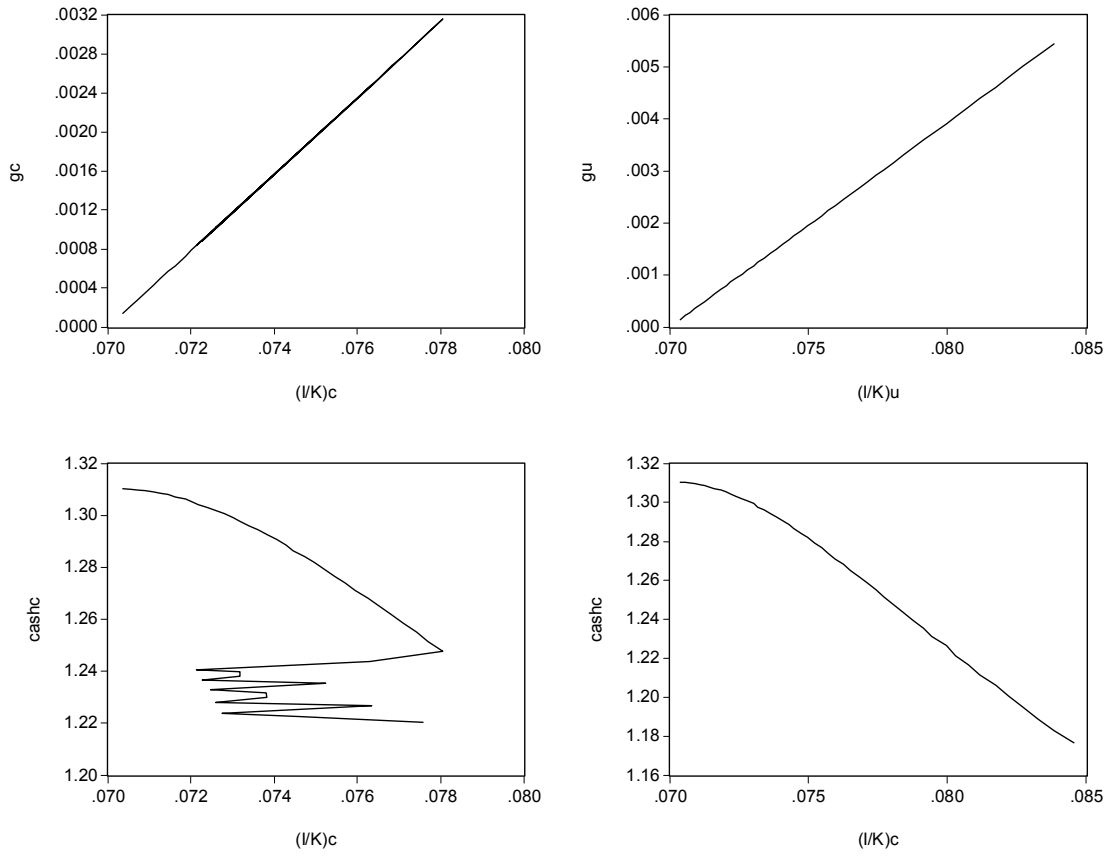 .0032
.0028
.0024
.0020
.0016
.0012
.0008
.0004
.0000
gc
.070 .072 .074 .076 .078 .080
(I/K)c
.006
.005
.004
.003
.002
.001
.000
gu
.070 .075 .080 .085
(I/K)u
1.32
1.30
1.28
1.26
1.24
1.22
1.20
cashc
.070 .072 .074 .076 .078 .080
(I/K)c
1.32
1.30
1.28
1.26
1.24
1.22
1.20
1.18
1.16
cashc
.070 .075 .080 .085
(I/K)c